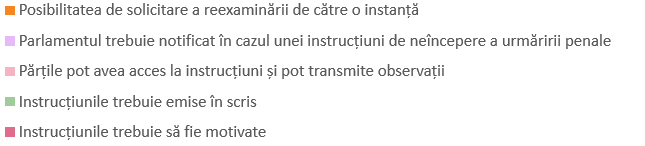 Posibilitatea de solicitare a reexaminării de către o instanță
Parlamentul trebuie notificat în cazul unei instrucțiuni de neîncepere a urmăririi penale
Părțile pot avea acces la instrucțiuni și pot transmite observații
Instrucțiunile trebuie emise în scris
Instrucțiunile trebuie să fie motivate